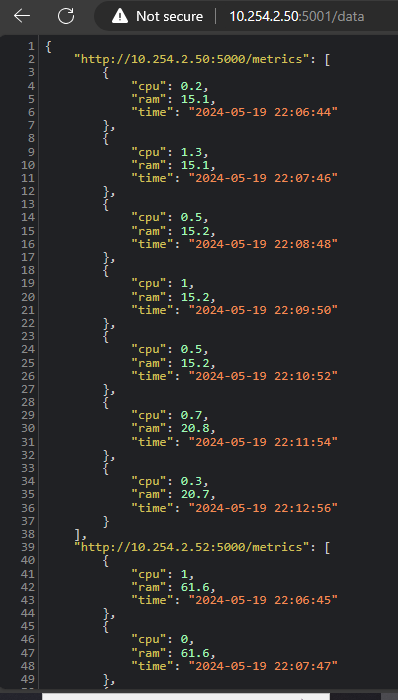 Not secure 10.254.2.50:5001/data
1 {
2 "http://10.254.2.50:5000/metrics": [
3 {
4 "cpu": 0.2,
5 "ram": 15.1,
6 "time": "2024-05-19 22:06:44"
7 },
8 {
9 "cpu": 1.3,
10 "ram": 15.1,
11 "time": "2024-05-19 22:07:46"
12 },
13 {
14 "cpu": 0.5,
15 "ram": 15.2,
16 "time": "2024-05-19 22:08:48"
17 },
18 {
19 "cpu": 1,
20 "ram": 15.2,
21 "time": "2024-05-19 22:09:50"
22 },
23 {
24 "cpu": 0.5,
25 "ram": 15.2,
26 "time": "2024-05-19 22:10:52"
27 },
28 {
29 "cpu": 0.7,
30 "ram": 20.8,
31 "time": "2024-05-19 22:11:54"
32 },
33 {
34 "cpu": 0.3,
35 "ram": 20.7,
36 "time": "2024-05-19 22:12:56"
37 }
38 ],
39 "http://10.254.2.52:5000/metrics": [
40 {
41 "cpu": 1,
42 "ram": 61.6,
43 "time": "2024-05-19 22:06:45"
44 },
45 {
46 "cpu": 0,
47 "ram": 61.6,
48 "time": "2024-05-19 22:07:47"
49 },